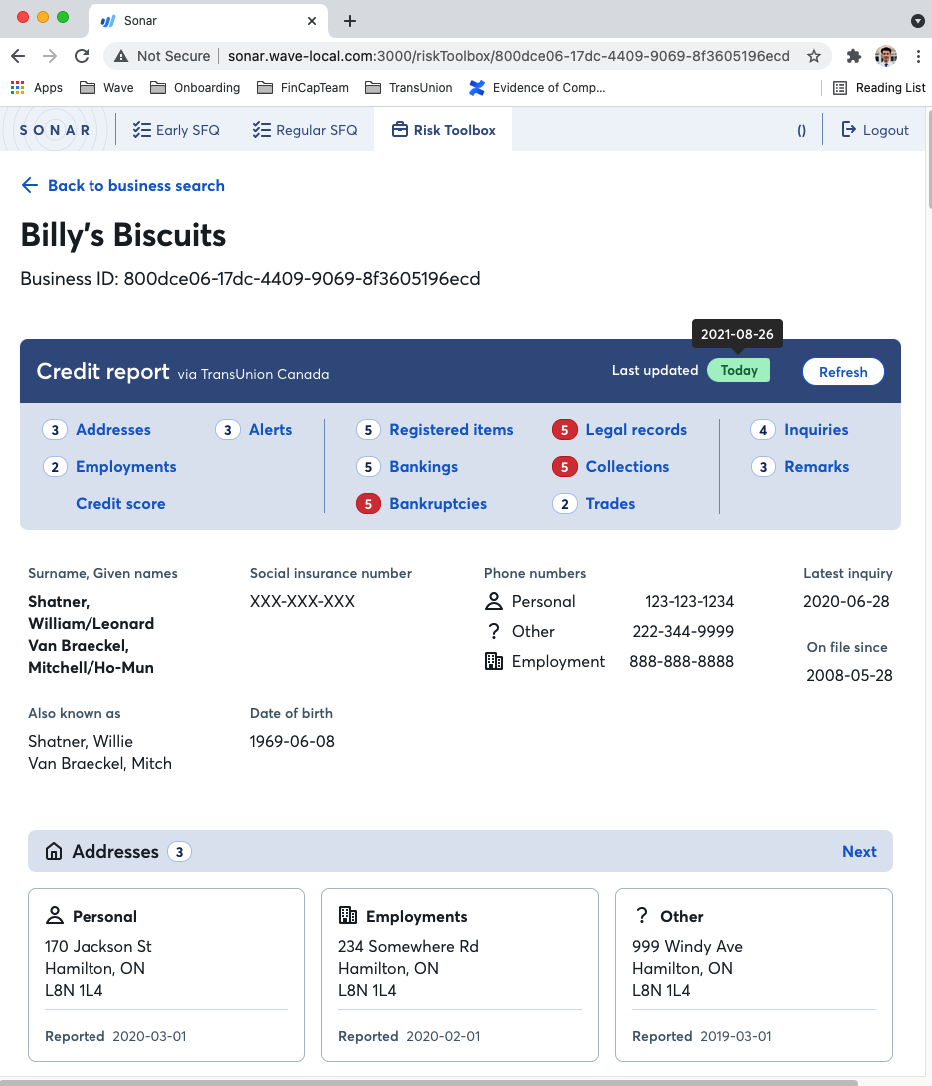 Sonar
Not Secure sonar.wave-local.com:3000/riskToolbox/800dce06-17dc-4409-9069-8f3605196ecd
Apps Wave Onboarding FinCapTeam TransUnion Evidence of Comp... Reading List
SONAR Early SFQ Regular SFQ Risk Toolbox () Logout
Back to business search
Billy's Biscuits
Business ID: 800dce06-17dc-4409-9069-8f3605196ecd
2021-08-26
Credit report via TransUnion Canada Last updated Today Refresh
3 Addresses 3 Alerts 5 Registered items 5 Legal records 4 Inquiries
2 Employments 5 Bankings 5 Collections 3 Remarks
Credit score 5 Bankruptcies 2 Trades
Surname, Given names Social insurance number Phone numbers Latest inquiry
Shatner, XXX-XXX-XXX Personal 123-123-1234 2020-06-28
William/Leonard
Van Braeckel, ? Other 222-344-9999 On file since
Mitchell/Ho-Mun Employment 888-888-8888 2008-05-28
Also known as Date of birth
Shatner, Willie 1969-06-08
Van Braeckel, Mitch
Addresses 3 Next
Personal Employments ? Other
170 Jackson St 234 Somewhere Rd 999 Windy Ave
Hamilton, ON Hamilton, ON Hamilton, ON
L8N 1L4 L8N 1L4 L8N 1L4
Reported 2020-03-01 Reported 2020-02-01 Reported 2019-03-01